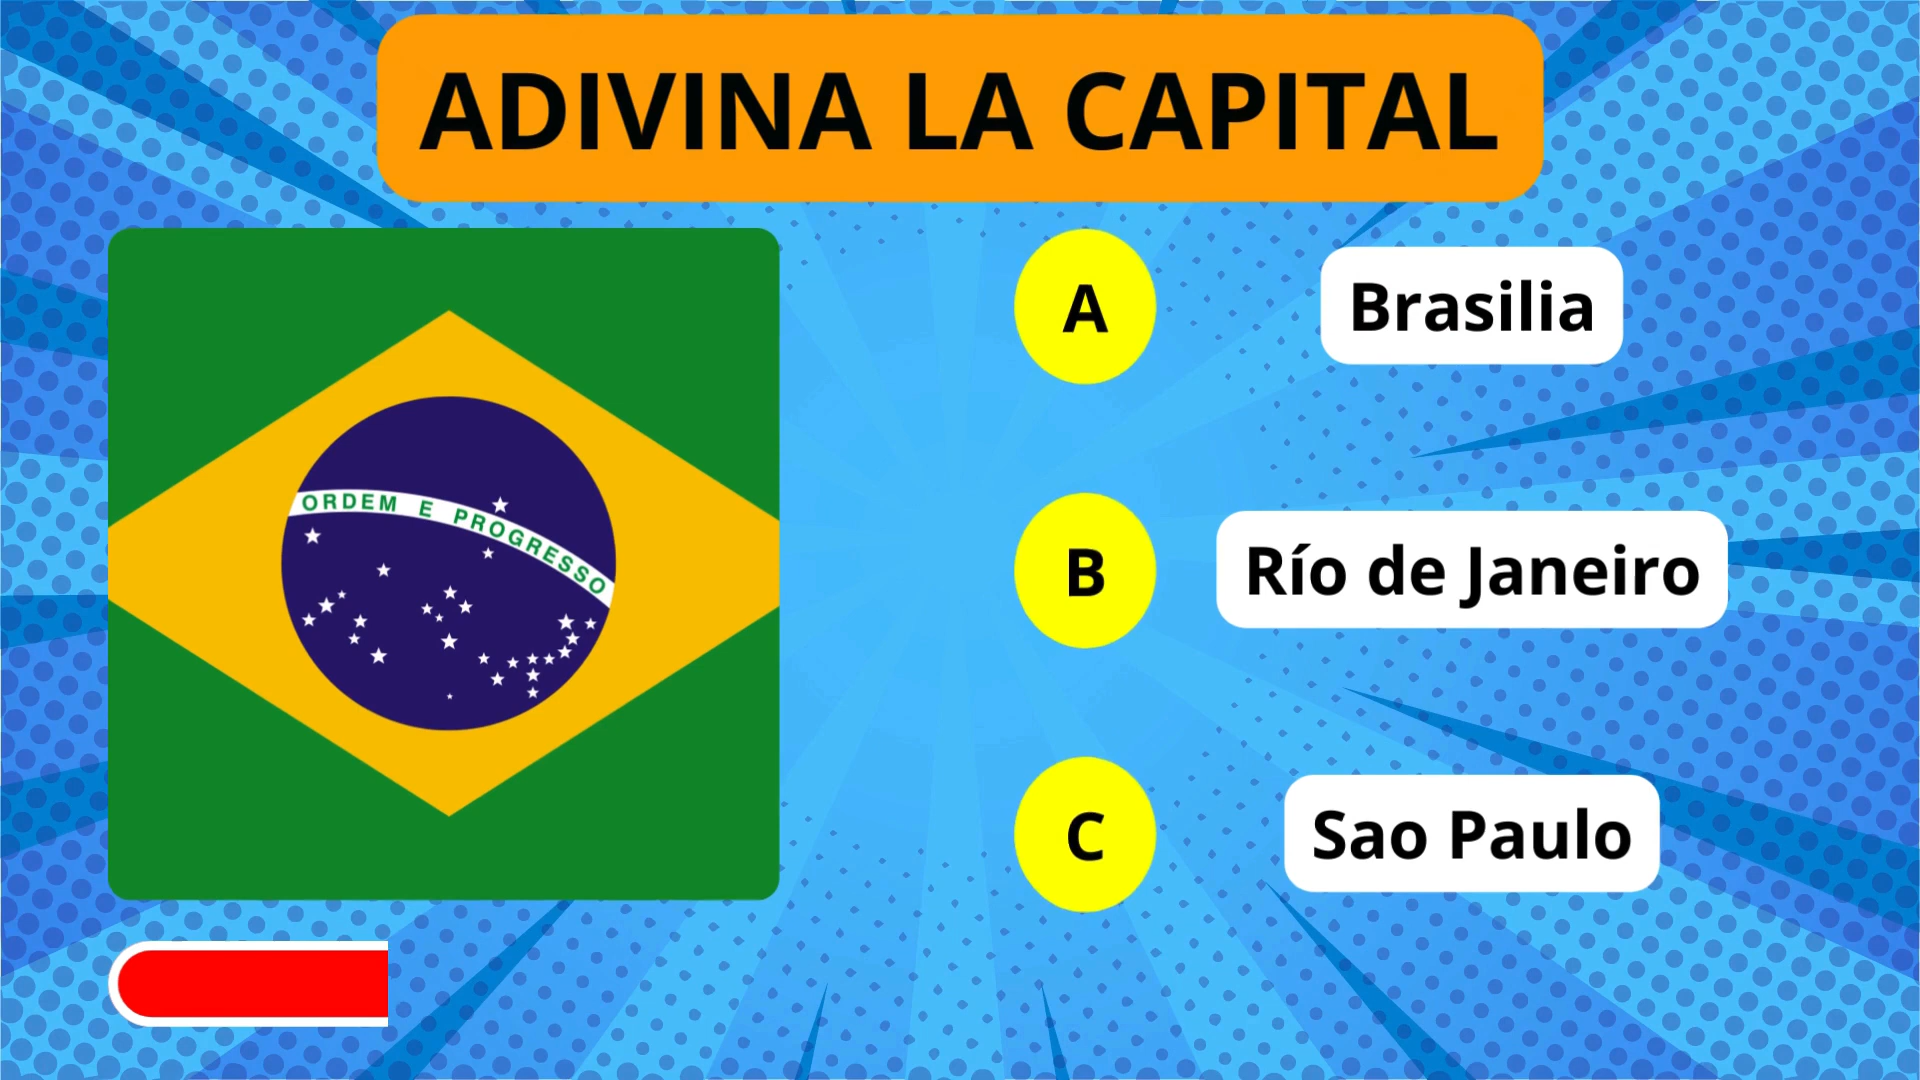 ADIVINA LA CAPITAL
ORDEM E PROGRESSO
A
Brasilia
B
Río de Janeiro
C
Sao Paulo